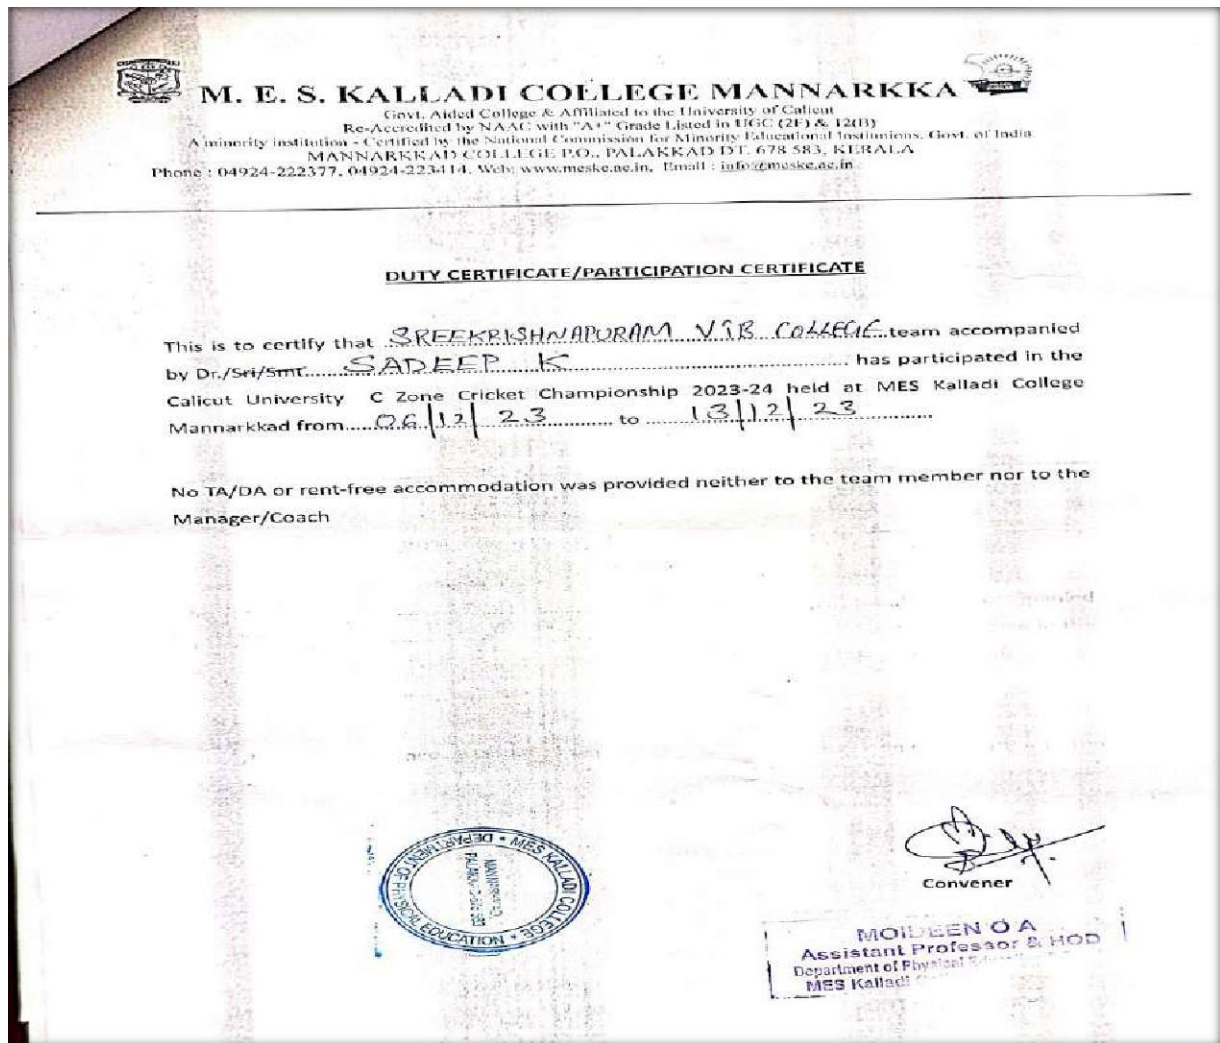 M. E. S. KALLADI COLLEGE MANNARKKA
Govt. Aided College & Affiliated to the University of Calicut
Re-Accredited by NAAC with "A+" Grade Listed in UGC (2F) & 12(B)
A minority institution - Certified by the National Commission for Minority Educational Institutions, Govt. of India
MANNARKKAD COLLEGE P.O., PALAKKAD DT. 678 583, KERALA
Phone : 04924-222377, 04924-223414. Web: www.meskc.ac.in, Email : info@meskc.ac.in
DUTY CERTIFICATE/PARTICIPATION CERTIFICATE
This is to certify that SREEKRISHNAPURAM VTB COLLEGE team accompanied
by Dr./Sri/Smt. SADEEP K has participated in the
Calicut University C Zone Cricket Championship 2023-24 held at MES Kalladi College
Mannarkkad from 06/12/23 to 13/12/23
No TA/DA or rent-free accommodation was provided neither to the team member nor to the
Manager/Coach
MES KALLADI COLLEGE • DEPARTMENT OF PHYSICAL EDUCATION •
Convener
MOIDEEN O A
Assistant Professor & HOD
Department of Physical
MES Kalladi